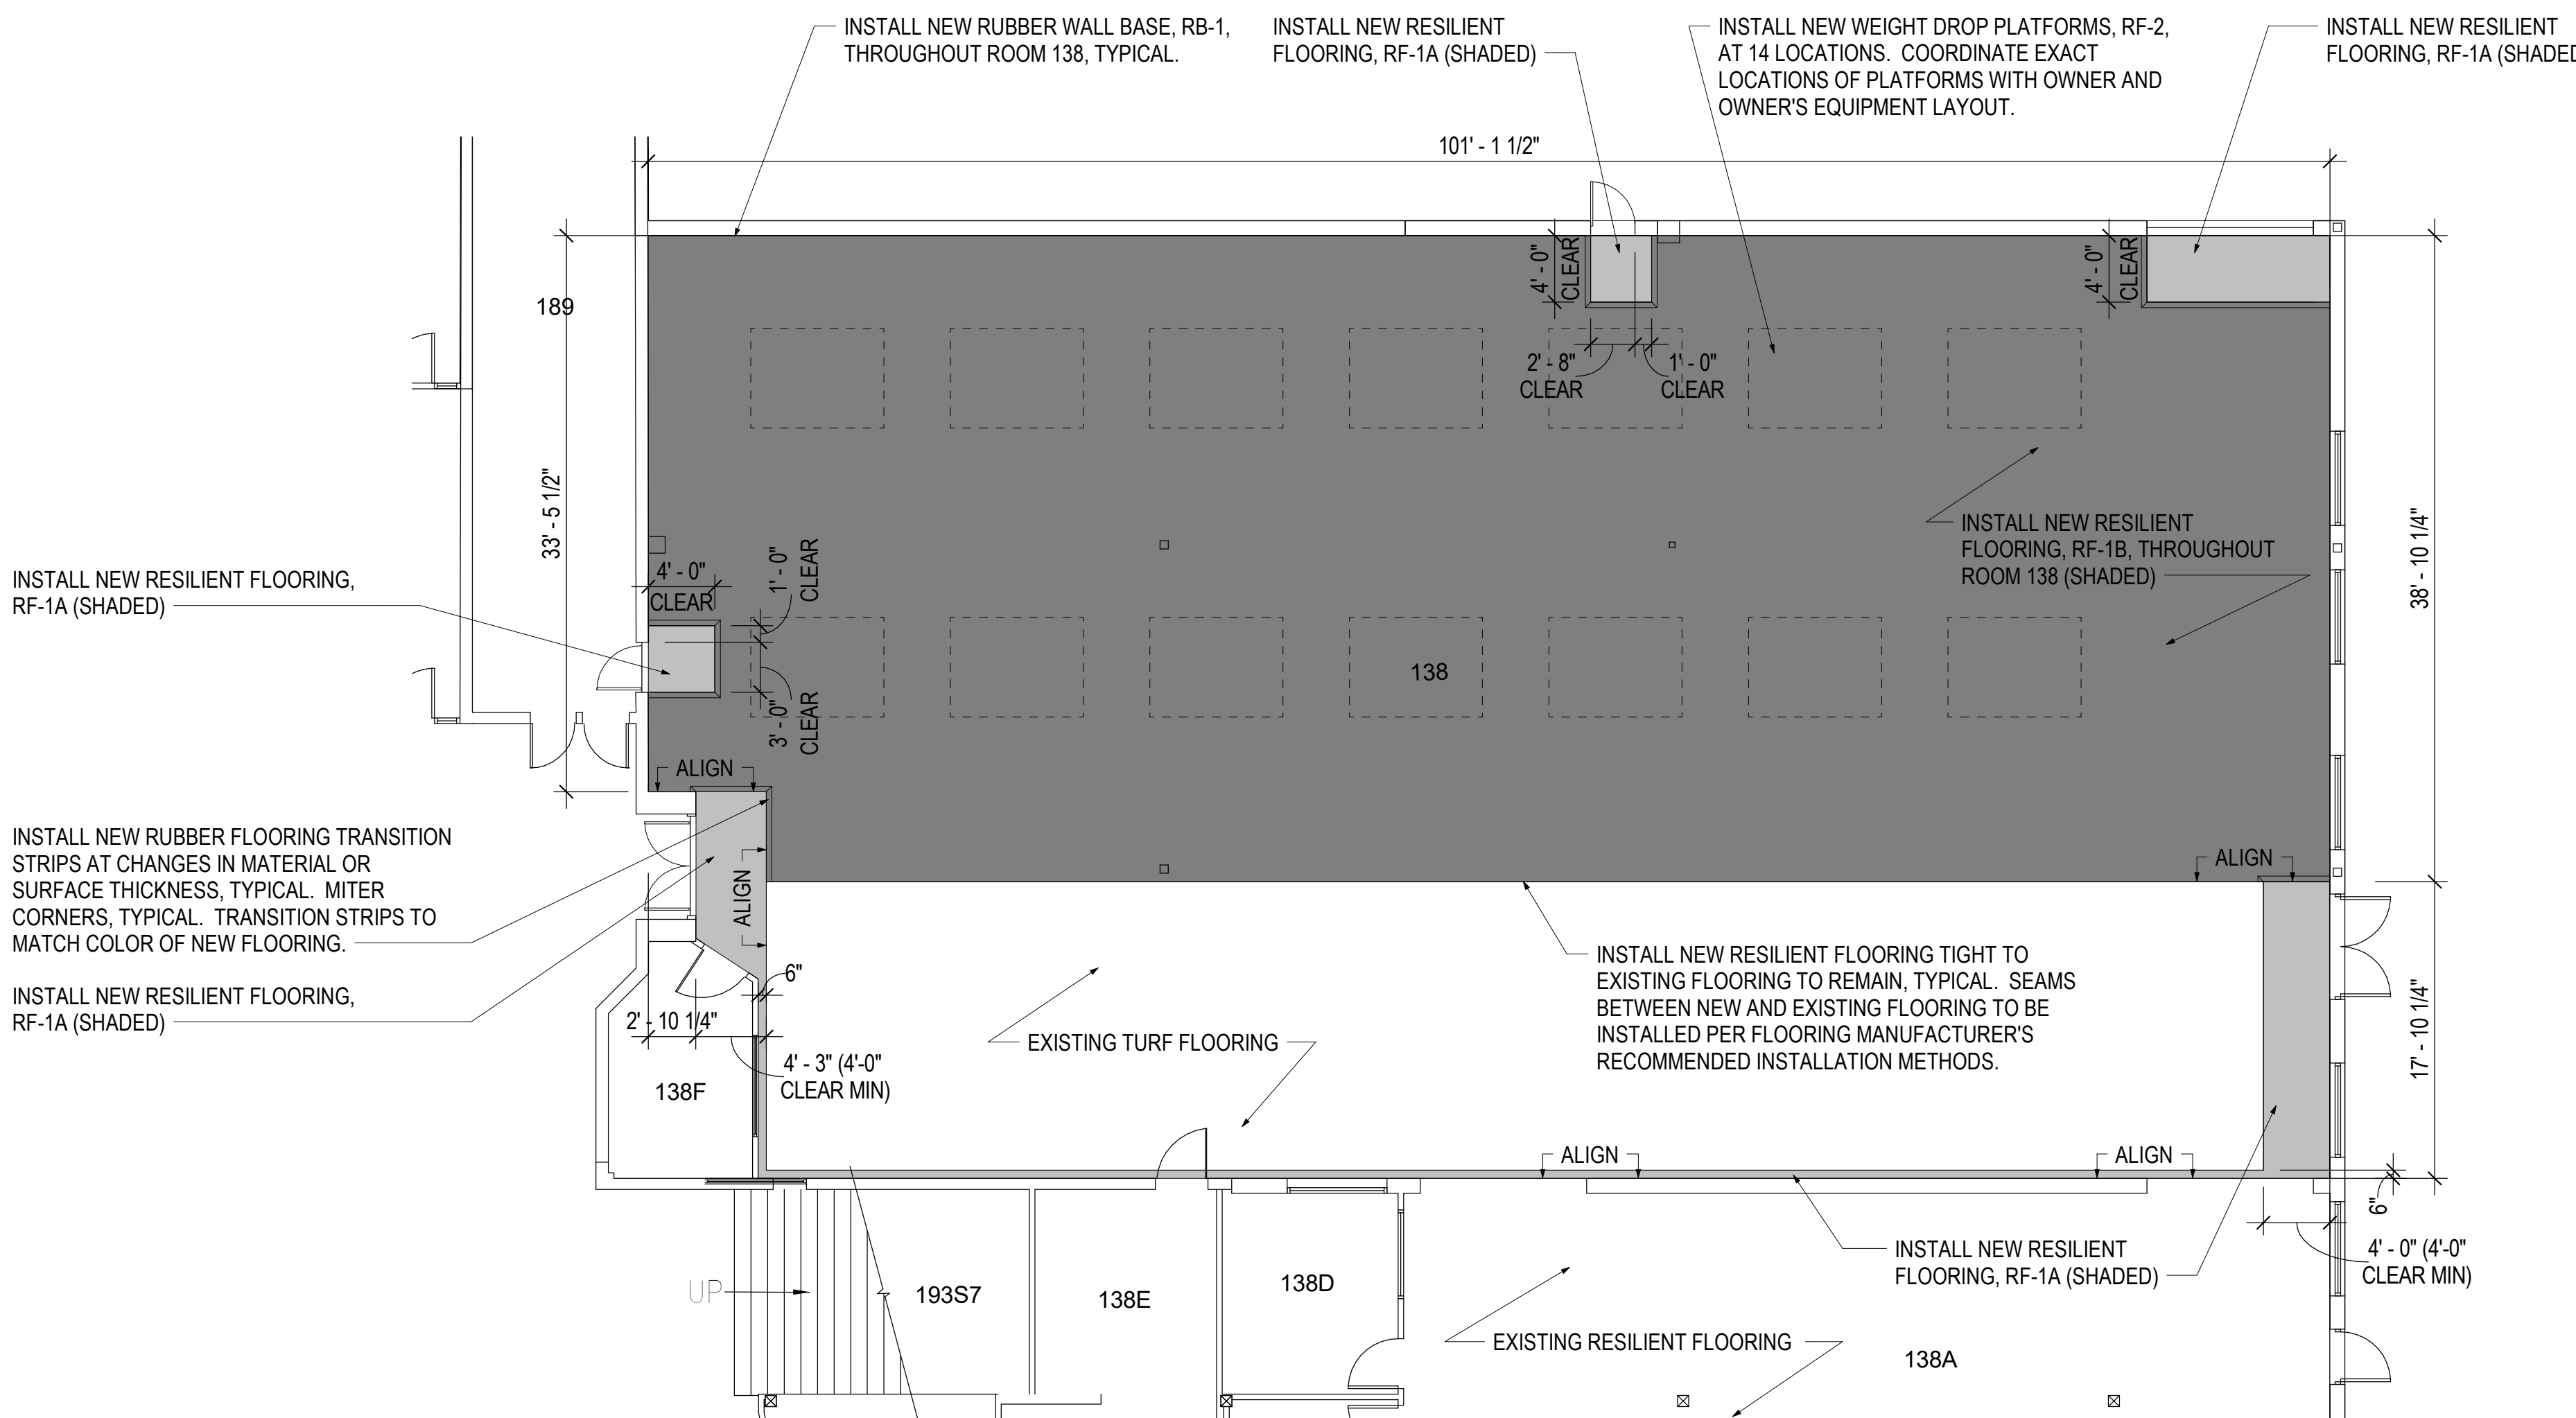 INSTALL NEW RUBBER WALL BASE, RB-1,
THROUGHOUT ROOM 138, TYPICAL.
INSTALL NEW RESILIENT
FLOORING, RF-1A (SHADED)
INSTALL NEW WEIGHT DROP PLATFORMS, RF-2,
AT 14 LOCATIONS.  COORDINATE EXACT
LOCATIONS OF PLATFORMS WITH OWNER AND
OWNER'S EQUIPMENT LAYOUT.
INSTALL NEW RESILIENT
FLOORING, RF-1A (SHADED
101' - 1 1/2"
189
33' - 5 1/2"
4' - 0"
CLEAR
2' - 8"
CLEAR
1' - 0"
CLEAR
4' - 0"
CLEAR
INSTALL NEW RESILIENT
FLOORING, RF-1B, THROUGHOUT
ROOM 138 (SHADED)
38' - 10 1/4"
INSTALL NEW RESILIENT FLOORING,
RF-1A (SHADED)
4' - 0"
CLEAR
1' - 0"
CLEAR
3' - 0"
CLEAR
138
ALIGN
ALIGN
ALIGN
INSTALL NEW RUBBER FLOORING TRANSITION
STRIPS AT CHANGES IN MATERIAL OR
SURFACE THICKNESS, TYPICAL.  MITER
CORNERS, TYPICAL.  TRANSITION STRIPS TO
MATCH COLOR OF NEW FLOORING.
INSTALL NEW RESILIENT FLOORING,
RF-1A (SHADED)
6"
2' - 10 1/4"
4' - 3" (4'-0"
CLEAR MIN)
138F
EXISTING TURF FLOORING
INSTALL NEW RESILIENT FLOORING TIGHT TO
EXISTING FLOORING TO REMAIN, TYPICAL.  SEAMS
BETWEEN NEW AND EXISTING FLOORING TO BE
INSTALLED PER FLOORING MANUFACTURER'S
RECOMMENDED INSTALLATION METHODS.
17' - 10 1/4"
ALIGN
ALIGN
6"
4' - 0" (4'-0"
CLEAR MIN)
INSTALL NEW RESILIENT
FLOORING, RF-1A (SHADED)
UP
193S7
138E
138D
EXISTING RESILIENT FLOORING
138A